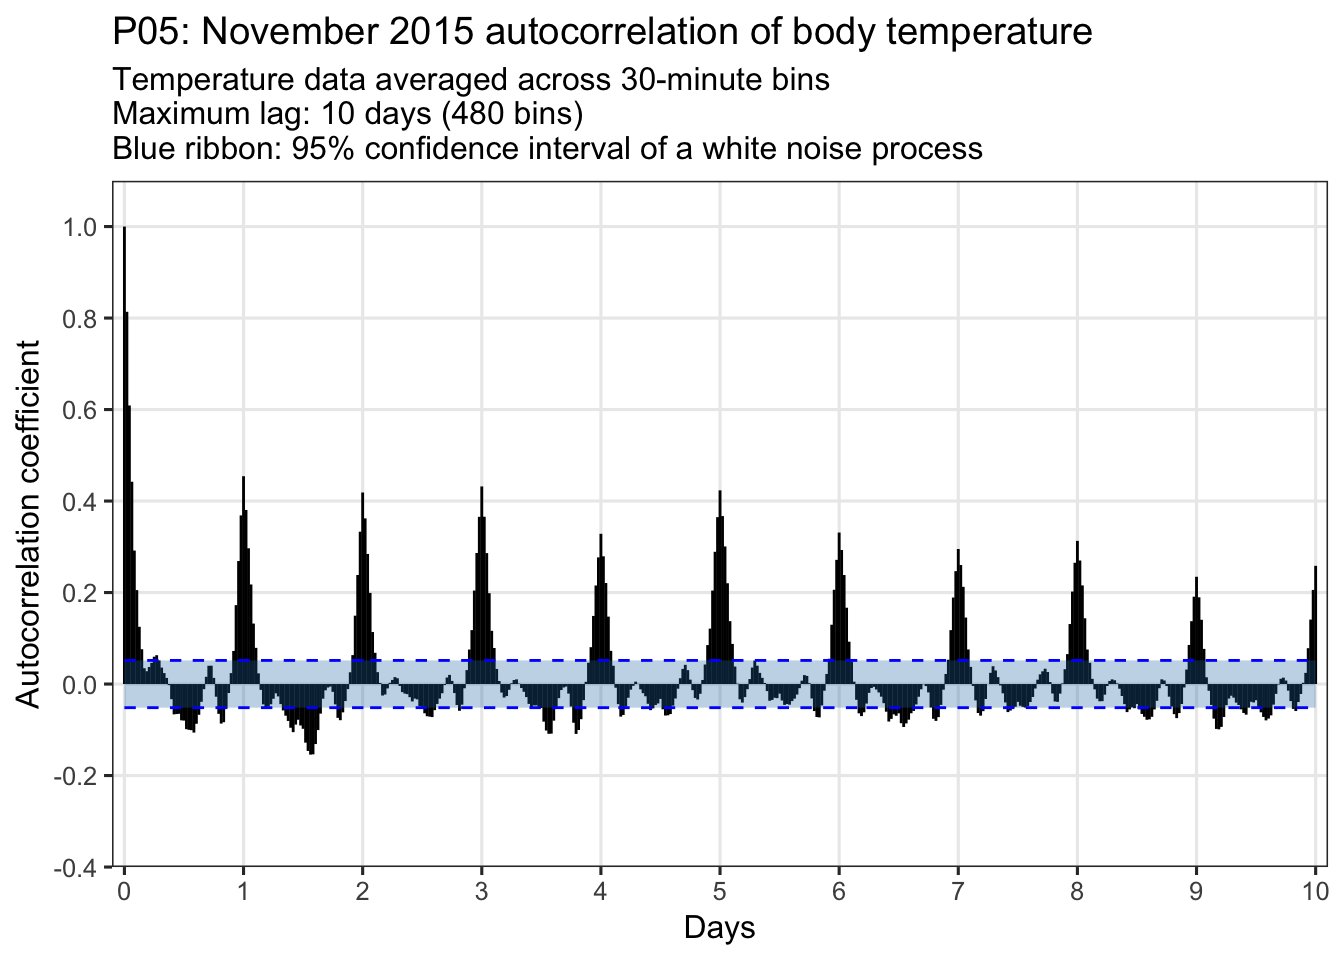 P05: November 2015 autocorrelation of body temperature
Temperature data averaged across 30-minute bins
Maximum lag: 10 days (480 bins)
Blue ribbon: 95% confidence interval of a white noise process
Autocorrelation coefficient
1.0
0.8
0.6
0.4
0.2
0.0
-0.2
-0.4
0 1 2 3 4 5 6 7 8 9 10
Days